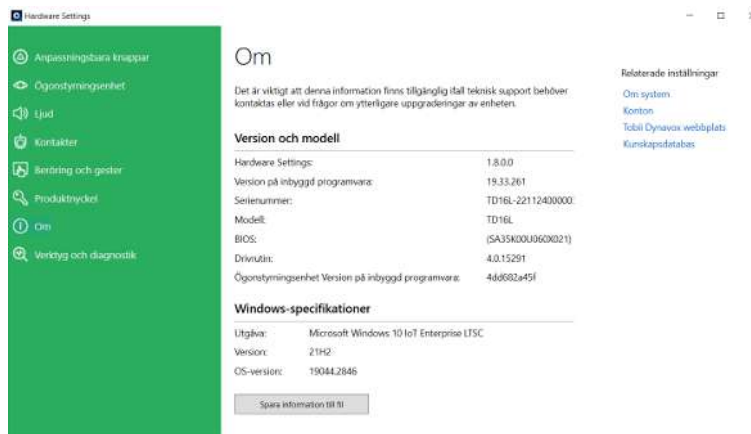 Hardware Settings
Anpassningsbara knappar
Ögonstyrningsenhet
Ljud
Kontakter
Beröring och gester
Produktnyckel
Om
Verktyg och diagnostik
Om
Det är viktigt att denna information finns tillgänglig ifall teknisk support behöver
kontaktas eller vid frågor om ytterligare uppgraderingar av enheten.
Version och modell
Hardware Settings: 1.8.0.0
Version på inbyggd programvara: 19.33.261
Serienummer: TD16L-22112400000
Modell: TD16L
BIOS: (SA35K00U060X021)
Drivrutin: 4.0.15291
Ögonstyrningsenhet Version på inbyggd programvara: 4dd682a45f
Windows-specifikationer
Utgåva: Microsoft Windows 10 IoT Enterprise LTSC
Version: 21H2
OS-version: 19044.2846
Spara information till fil
Relaterade inställningar
Om system
Konton
Tobii Dynavox webbplats
Kunskapsdatabas